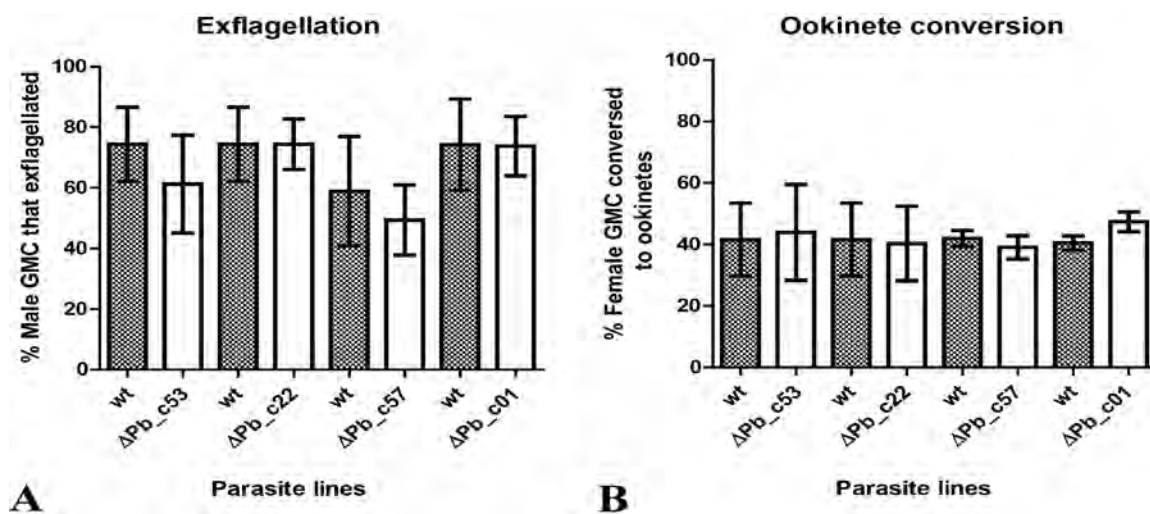 Exflagellation
% Male GMC that exflagellated
100
80
60
40
20
0
wt
ΔPb_c53
wt
ΔPb_c22
wt
ΔPb_c57
wt
ΔPb_c01
A
Parasite lines
Ookinete conversion
% Female GMC conversed
to ookinetes
100
80
60
40
20
0
wt
ΔPb_c53
wt
ΔPb_c22
wt
ΔPb_c57
wt
ΔPb_c01
B
Parasite lines